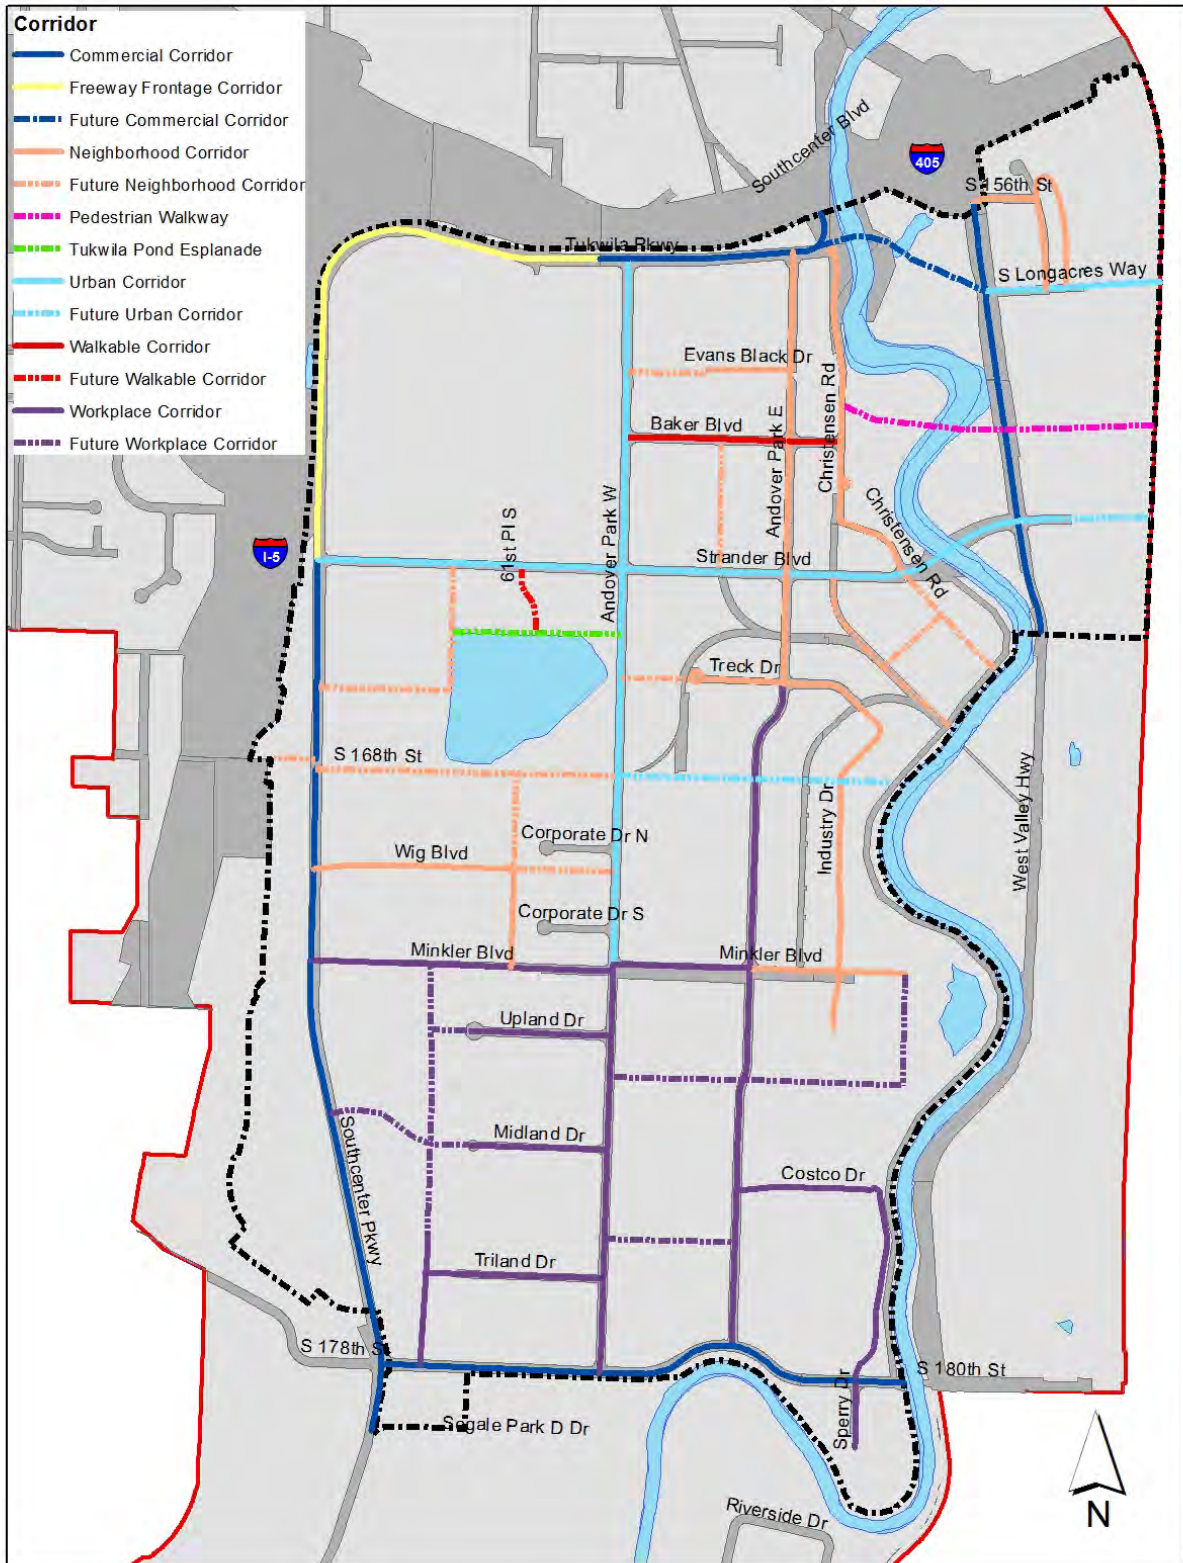 Corridor
Commercial Corridor
Freeway Frontage Corridor
Future Commercial Corridor
Neighborhood Corridor
Future Neighborhood Corridor
Pedestrian Walkway
Tukwila Pond Esplanade
Urban Corridor
Future Urban Corridor
Walkable Corridor
Future Walkable Corridor
Workplace Corridor
Future Workplace Corridor
Southcenter Blvd
405
S 156th St
Tukwila Pkwy
S Longacres Way
Evans Black Dr
Baker Blvd
Andover Park E
Christensen Rd
Andover Park W
61st Pl S
I-5
Strander Blvd
Christensen Rd
Treck Dr
S 168th St
Industry Dr
West Valley Hwy
Corporate Dr N
Wig Blvd
Corporate Dr S
Minkler Blvd
Minkler Blvd
Upland Dr
Midland Dr
Southcenter Pkwy
Costco Dr
Triland Dr
S 178th St
S 180th St
Sperry Dr
Segale Park D Dr
Riverside Dr
N